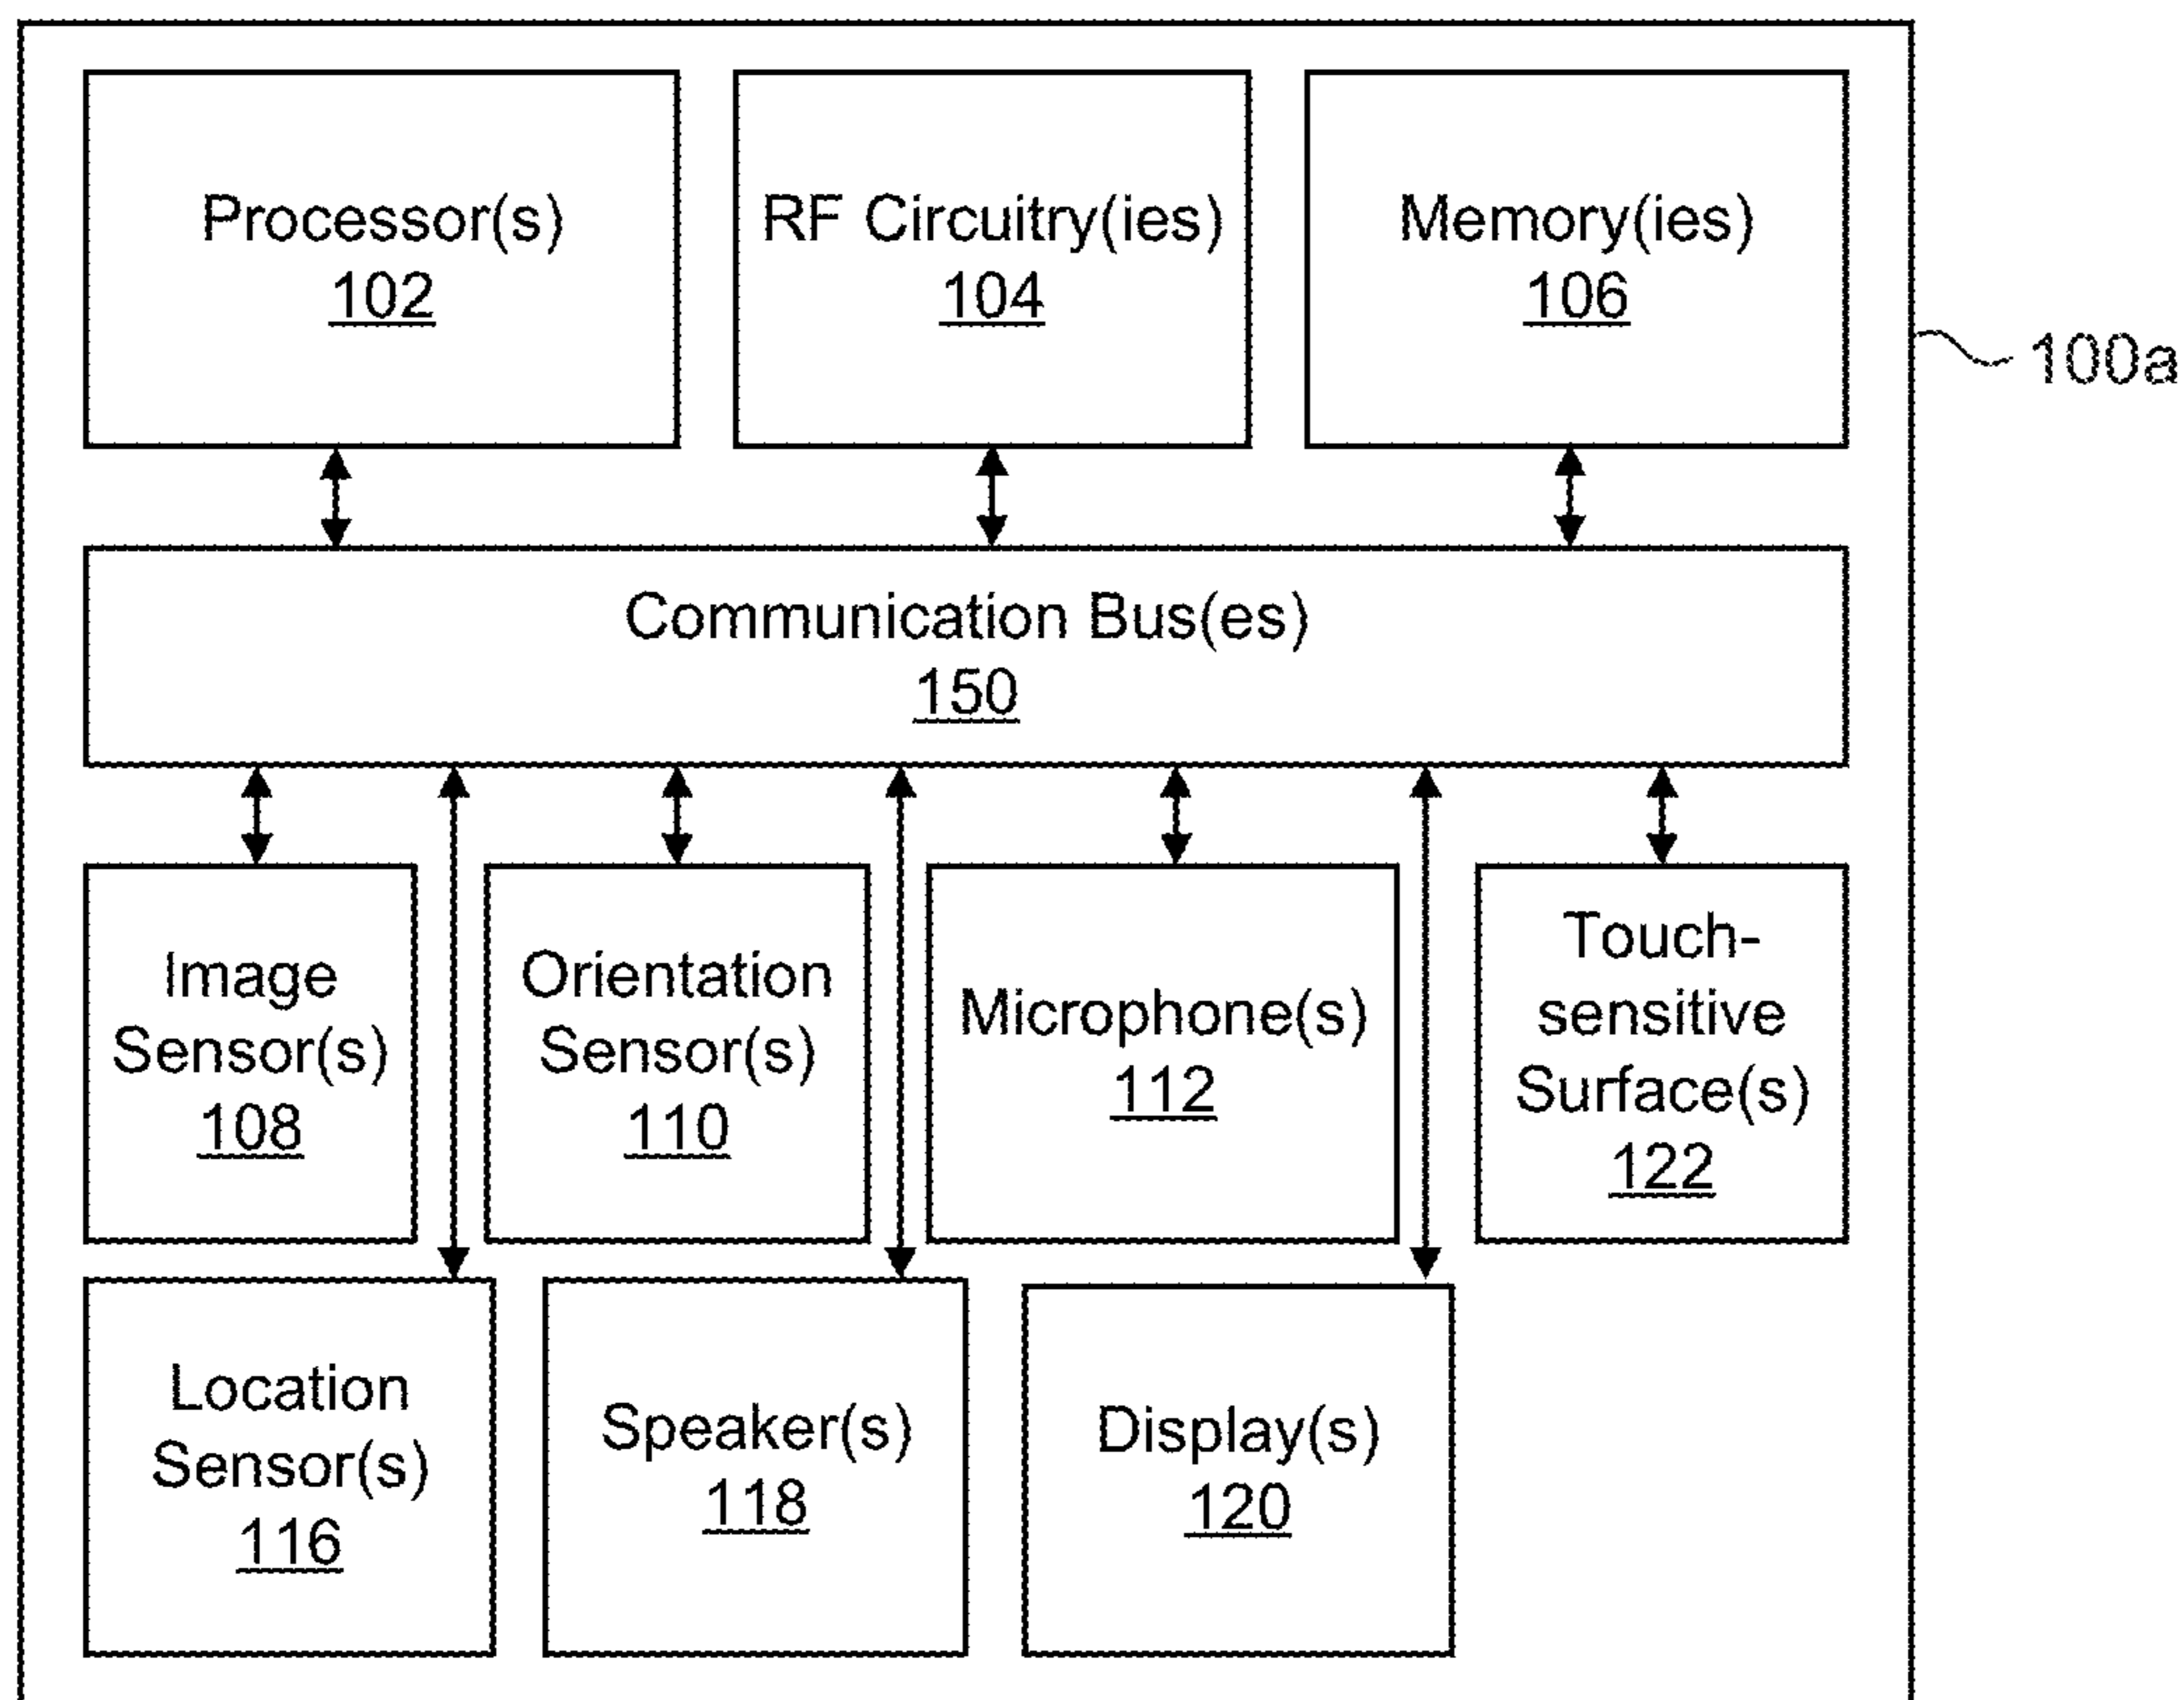 Processor(s)
102
RF Circuitry(ies)
104
Memory(ies)
106
100a
Communication Bus(es)
150
Image
Sensor(s)
108
Orientation
Sensor(s)
110
Microphone(s)
112
Touch-
sensitive
Surface(s)
122
Location
Sensor(s)
116
Speaker(s)
118
Display(s)
120